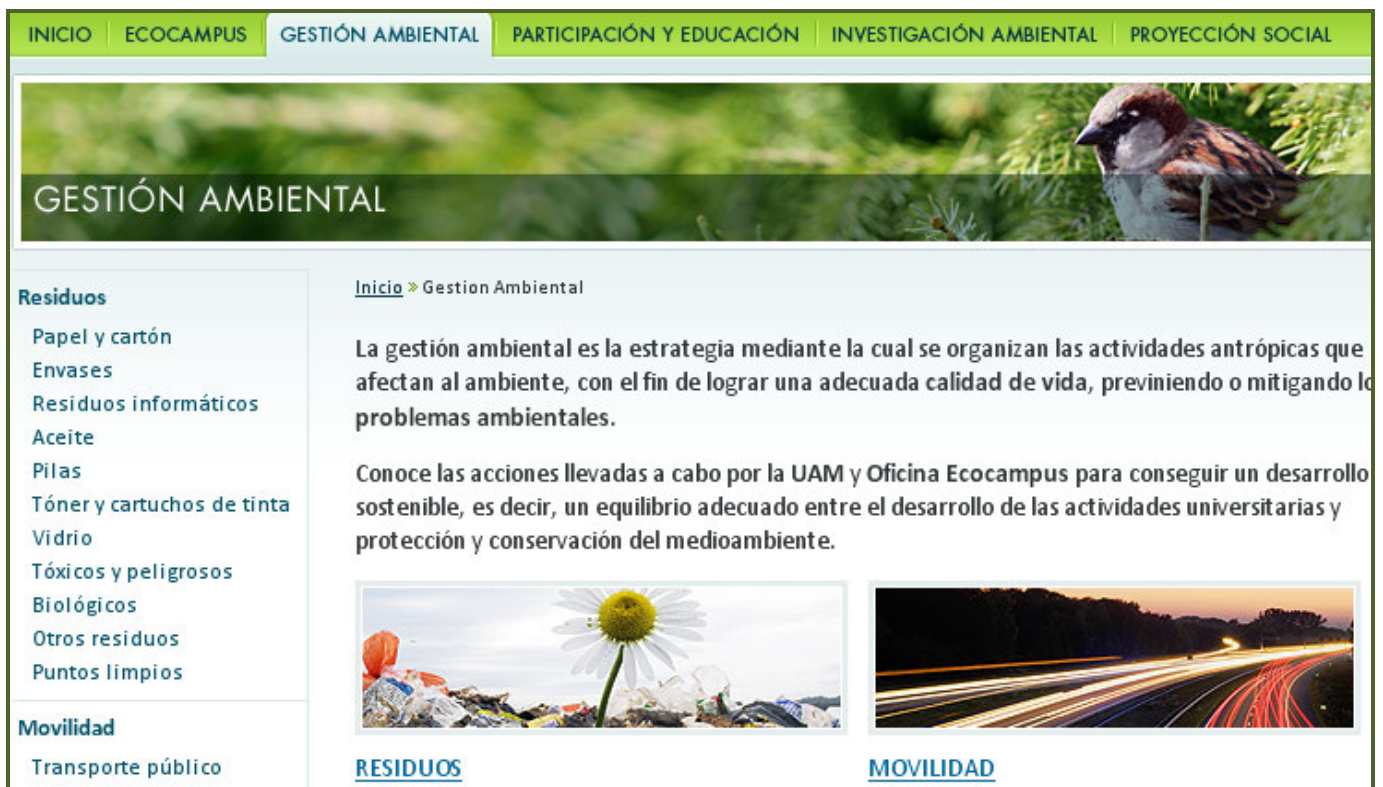 INICIO ECOCAMPUS GESTIÓN AMBIENTAL PARTICIPACIÓN Y EDUCACIÓN INVESTIGACIÓN AMBIENTAL PROYECCIÓN SOCIAL
GESTIÓN AMBIENTAL
Residuos
Papel y cartón
Envases
Residuos informáticos
Aceite
Pilas
Tóner y cartuchos de tinta
Vidrio
Tóxicos y peligrosos
Biológicos
Otros residuos
Puntos limpios
Movilidad
Transporte público
Inicio » Gestion Ambiental
La gestión ambiental es la estrategia mediante la cual se organizan las actividades antrópicas que
afectan al ambiente, con el fin de lograr una adecuada calidad de vida, previniendo o mitigando lo
problemas ambientales.
Conoce las acciones llevadas a cabo por la UAM y Oficina Ecocampus para conseguir un desarrollo
sostenible, es decir, un equilibrio adecuado entre el desarrollo de las actividades universitarias y
protección y conservación del medioambiente.
RESIDUOS
MOVILIDAD